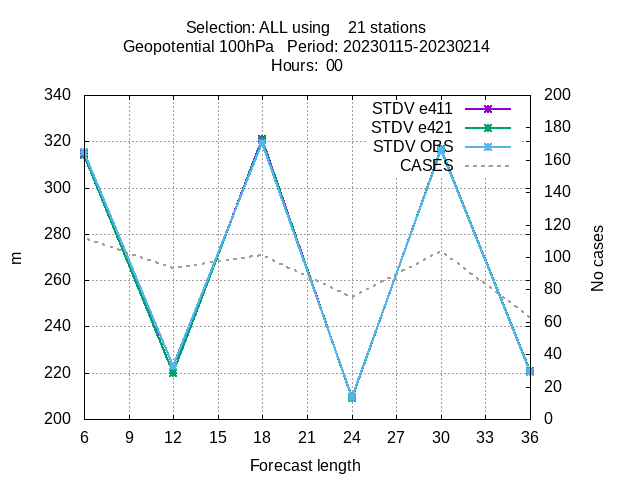 Selection: ALL using 21 stations
Geopotential 100hPa Period: 20230115-20230214
Hours: 00
340
320
300
280
260
240
220
200
m
STDV e411
STDV e421
STDV OBS
CASES
200
180
160
140
120
100
80
60
40
20
0
No cases
6 9 12 15 18 21 24 27 30 33 36
Forecast length